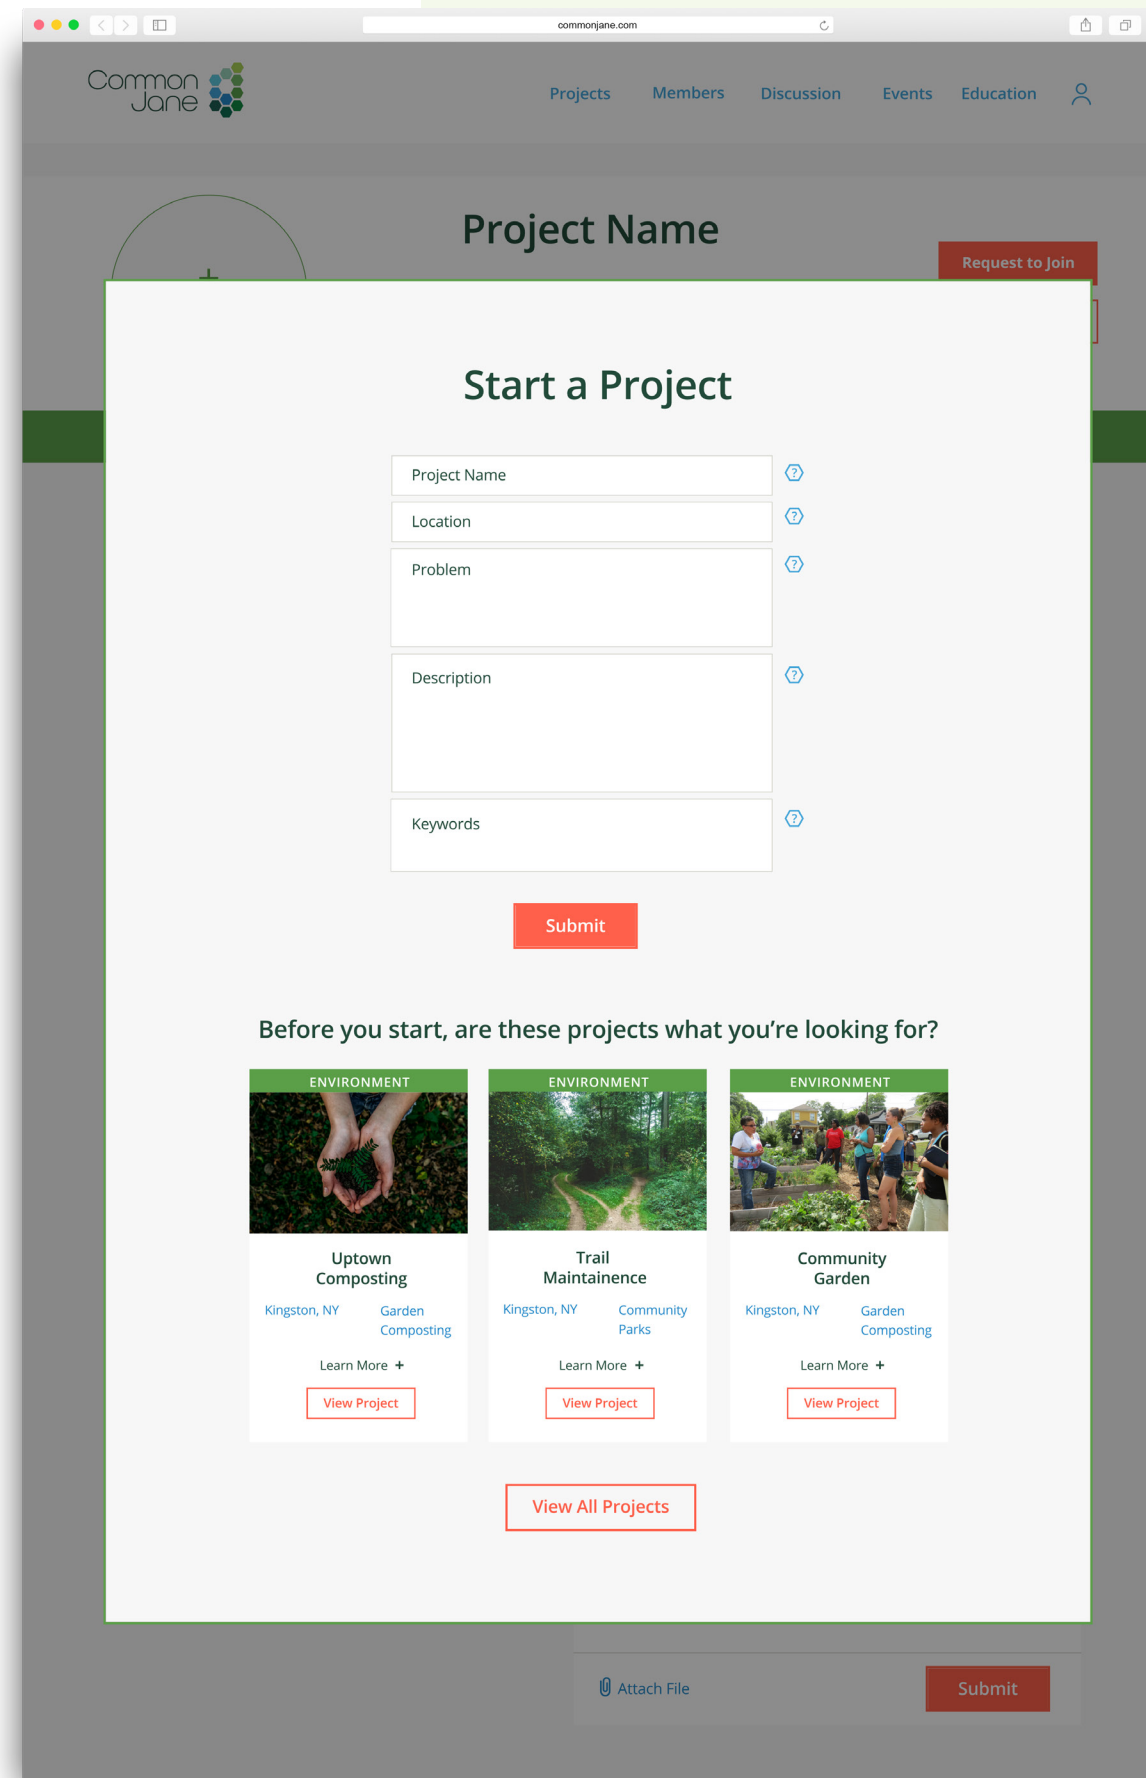 commonjane.com
Common
Jane
Projects
Members
Discussion
Events
Education
Project Name
Request to Join
Start a Project
Project Name
?
Location
?
Problem
?
Description
?
Keywords
?
Submit
Before you start, are these projects what you’re looking for?
ENVIRONMENT
Uptown
Composting
Kingston, NY
Garden
Composting
Learn More +
View Project
ENVIRONMENT
Trail
Maintainence
Kingston, NY
Community
Parks
Learn More +
View Project
ENVIRONMENT
Community
Garden
Kingston, NY
Garden
Composting
Learn More +
View Project
View All Projects
Attach File
Submit